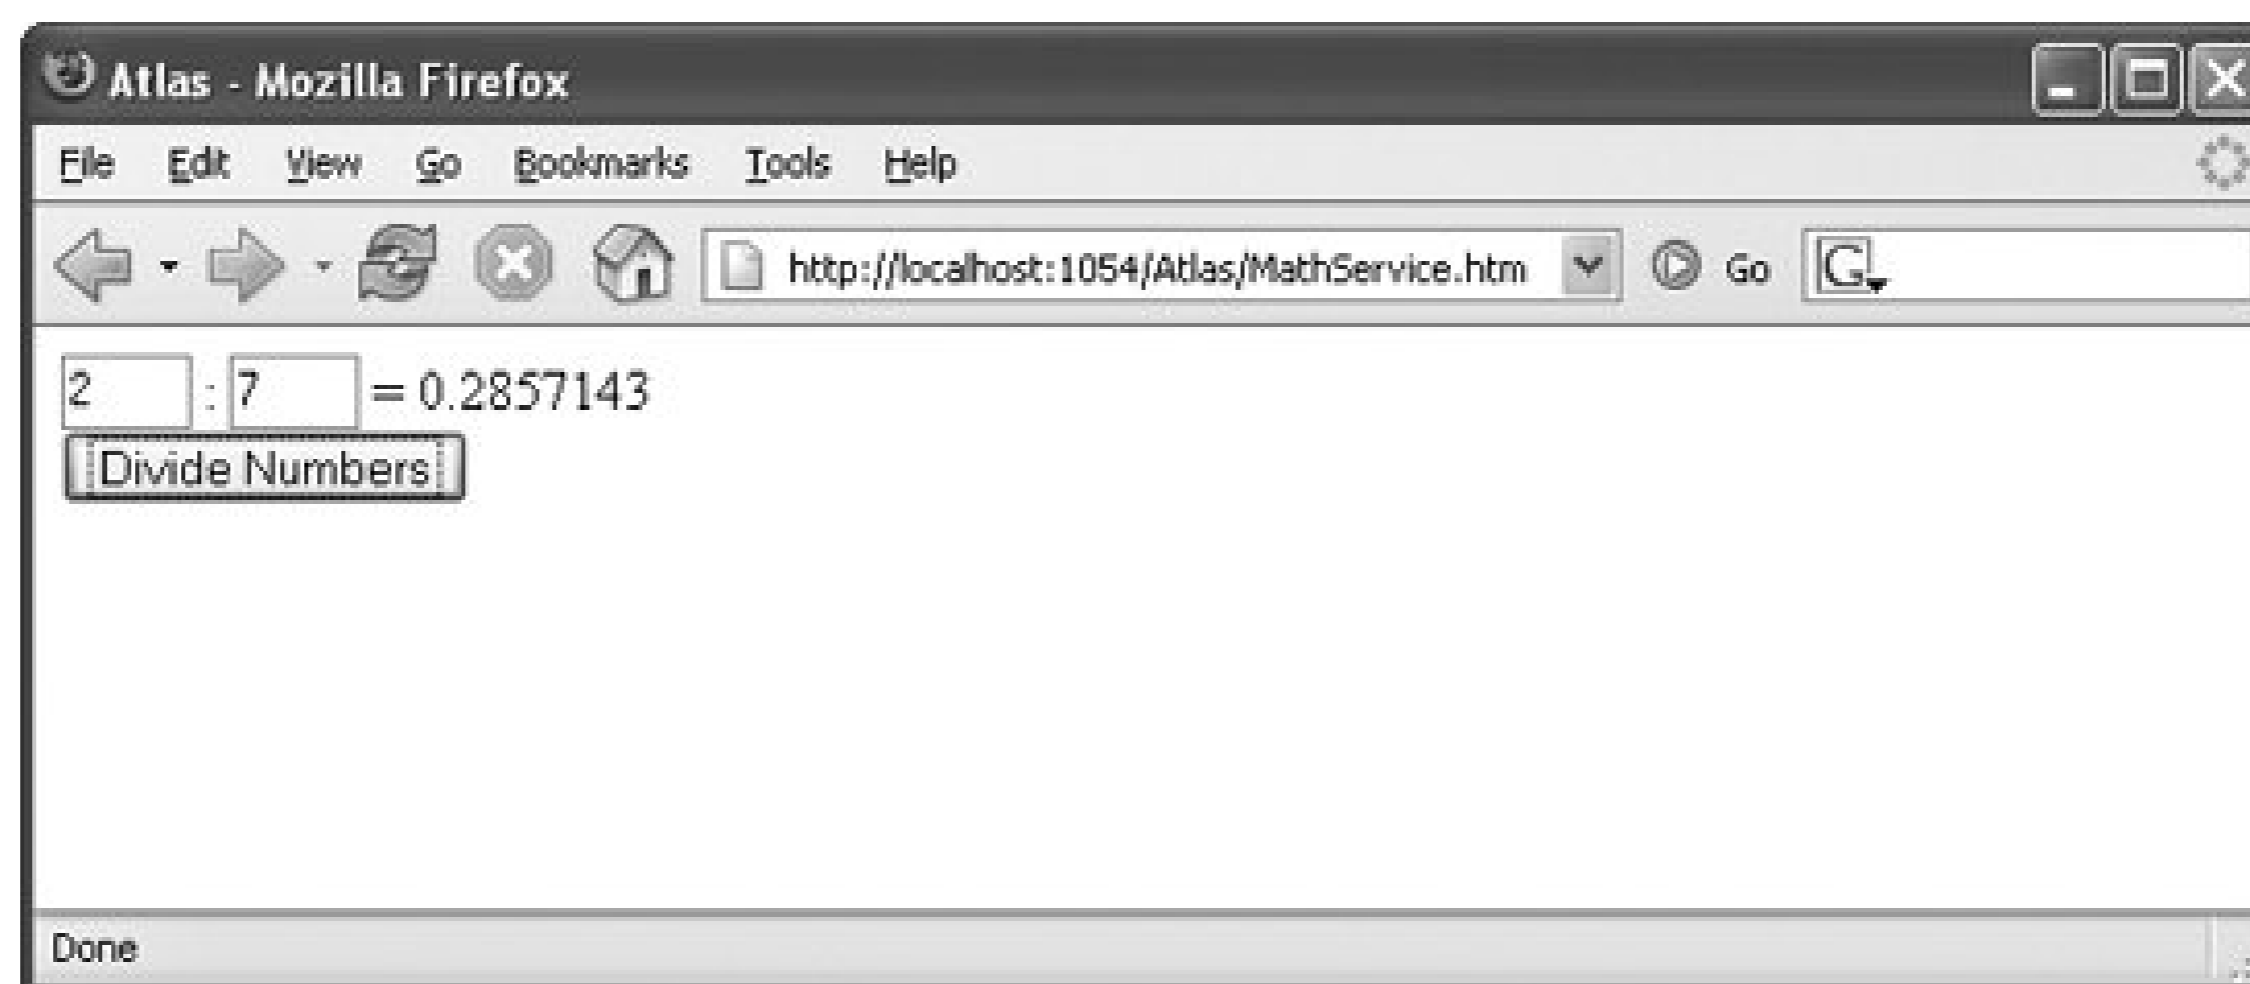 Atlas - Mozilla Firefox
File Edit View Go Bookmarks Tools Help
http://localhost:1054/Atlas/MathService.htm Go G
2 : 7 = 0.2857143
Divide Numbers
Done